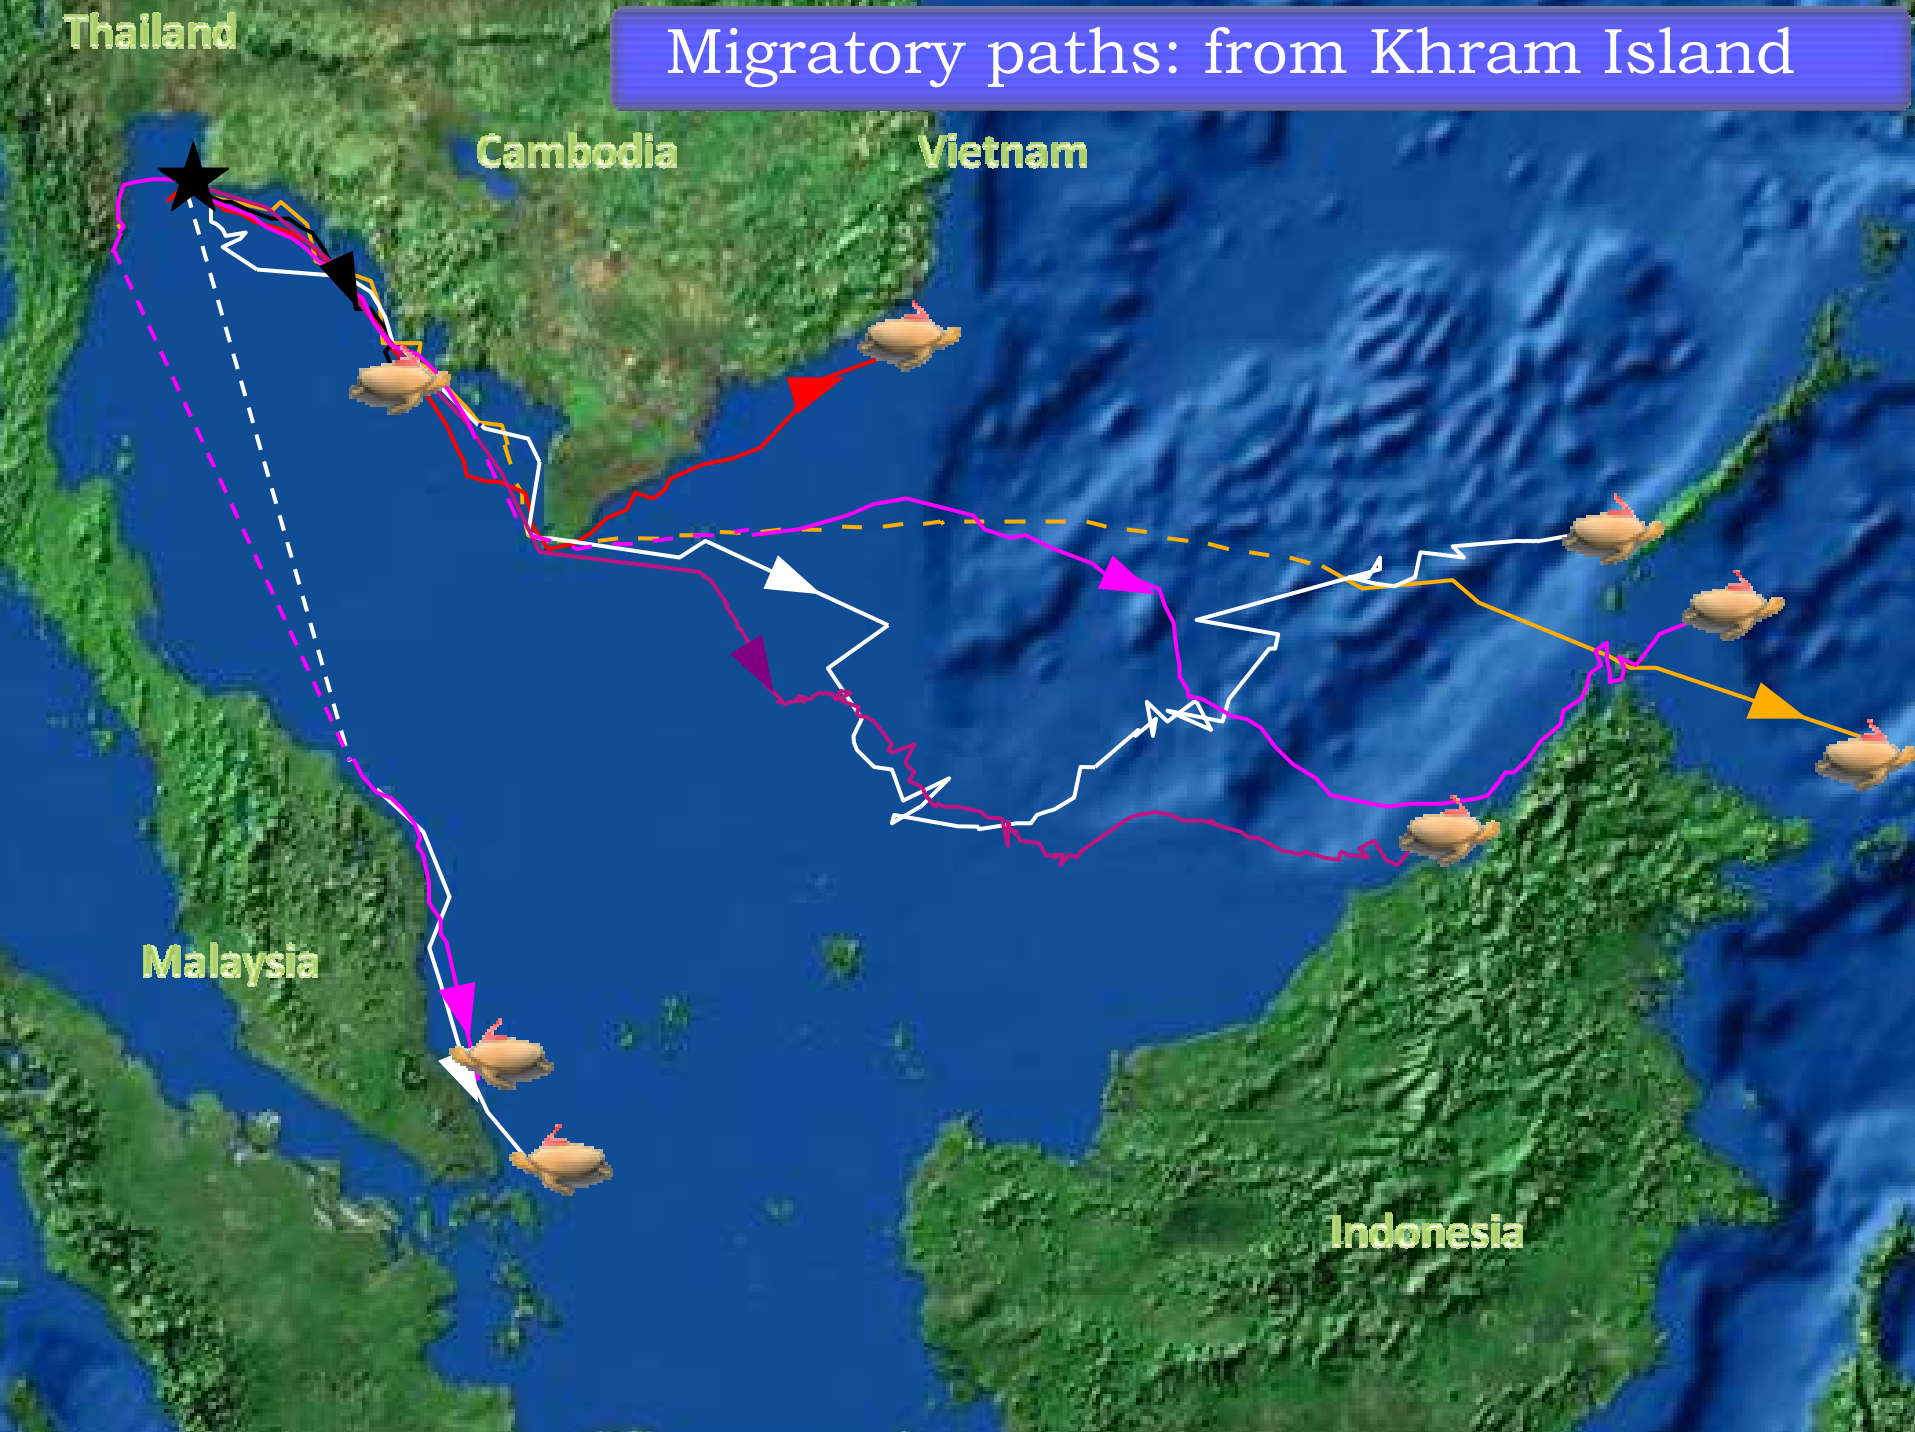 Thailand
Migratory paths: from Khram Island
Cambodia
Vietnam
Malaysia
Indonesia